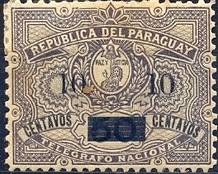 REPUBLICA DEL PARAGUAY
PAZ Y JUSTICIA
10 10
CENTAVOS 50 CENTAVOS
TELEGRAFO NACIONAL